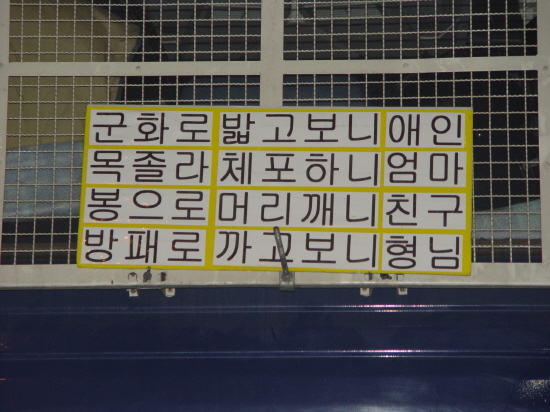 군화로 밟고보니 애인
목졸라 체포하니 엄마
봉으로 머리깨니 친구
방패로 까고보니 형님